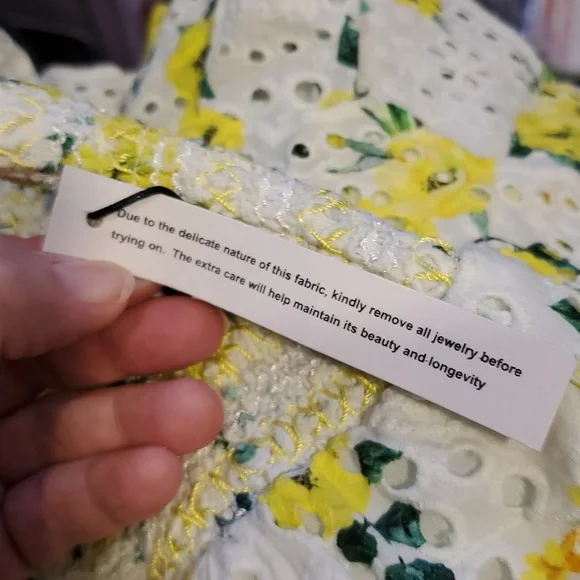 Due to the delicate nature of this fabric, kindly remove all jewelry before
trying on. The extra care will help maintain its beauty and longevity